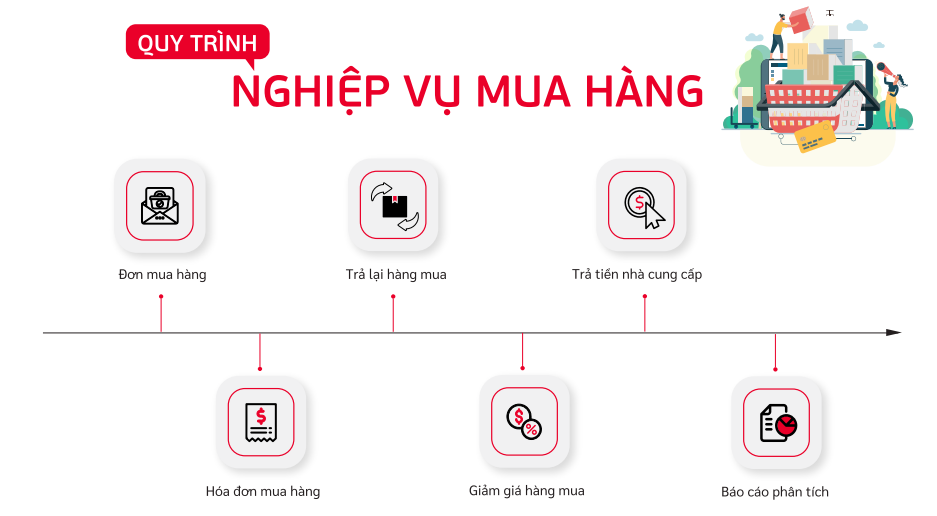 QUY TRÌNH
NGHIỆP VỤ MUA HÀNG
Đơn mua hàng
Trả lại hàng mua
Trả tiền nhà cung cấp
Hóa đơn mua hàng
Giảm giá hàng mua
Báo cáo phân tích